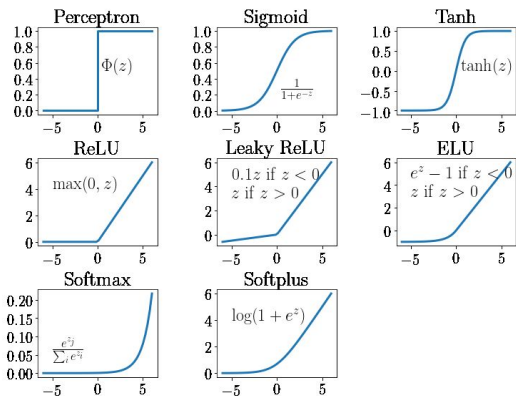 Perceptron
1.0
0.8
0.6
0.4
0.2
0.0
Φ(z)
−5 0 5
Sigmoid
1.0
0.8
0.6
0.4
0.2
0.0
1/(1+e^{−z})
−5 0 5
Tanh
1.0
0.5
0.0
−0.5
−1.0
tanh(z)
−5 0 5
ReLU
6
4
2
0
max(0, z)
−5 0 5
Leaky ReLU
6
4
2
0
0.1z if z < 0
z if z > 0
−5 0 5
ELU
6
4
2
0
e^z − 1 if z < 0
z if z > 0
−5 0 5
Softmax
0.20
0.15
0.10
0.05
0.00
e^{z_j}/∑_i e^{z_i}
−5 0 5
Softplus
6
4
2
0
log(1 + e^z)
−5 0 5